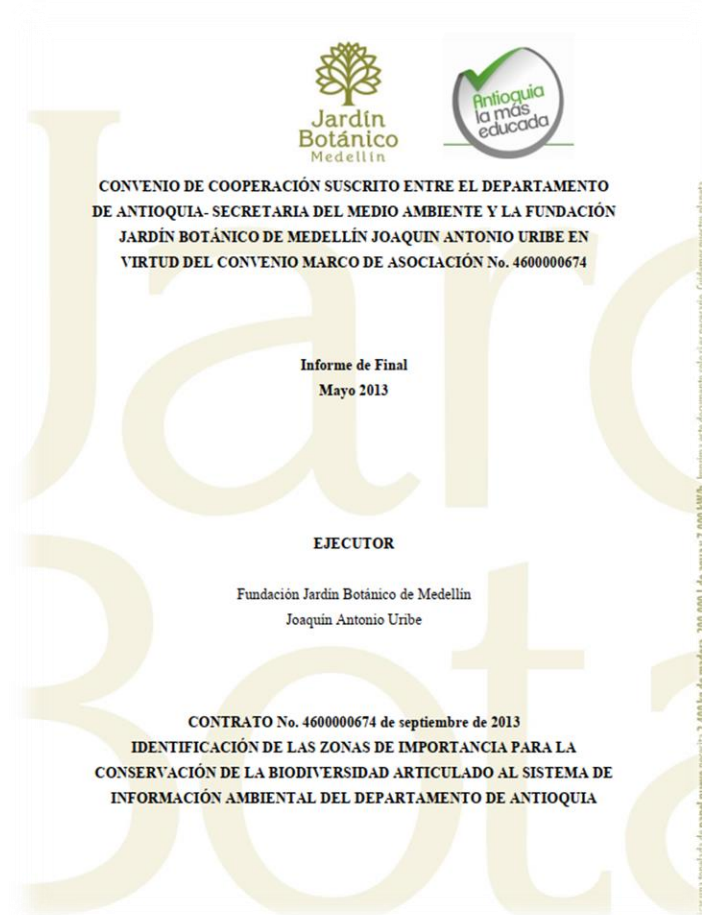 Jardín
Botánico
Medellín
Antioquia
la más
educada
CONVENIO DE COOPERACIÓN SUSCRITO ENTRE EL DEPARTAMENTO
DE ANTIOQUIA- SECRETARIA DEL MEDIO AMBIENTE Y LA FUNDACIÓN
JARDÍN BOTÁNICO DE MEDELLÍN JOAQUIN ANTONIO URIBE EN
VIRTUD DEL CONVENIO MARCO DE ASOCIACIÓN No. 4600000674
Informe de Final
Mayo 2013
EJECUTOR
Fundación Jardín Botánico de Medellín
Joaquín Antonio Uribe
CONTRATO No. 4600000674 de septiembre de 2013
IDENTIFICACIÓN DE LAS ZONAS DE IMPORTANCIA PARA LA
CONSERVACIÓN DE LA BIODIVERSIDAD ARTICULADO AL SISTEMA DE
INFORMACIÓN AMBIENTAL DEL DEPARTAMENTO DE ANTIOQUIA
Jard
Bota